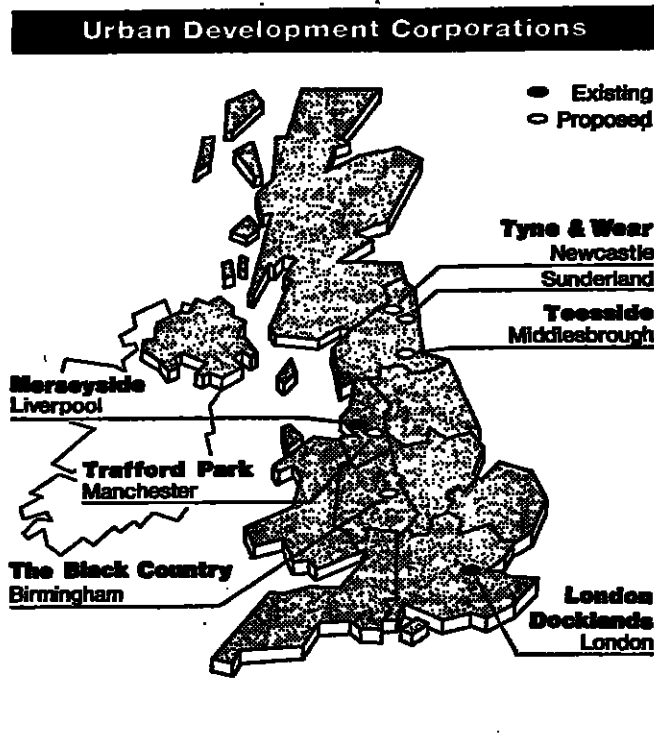 Urban Development Corporations
Existing
Proposed
Tyne & Wear
Newcastle
Sunderland
Teesside
Middlesbrough
Merseyside
Liverpool
Trafford Park
Manchester
The Black Country
Birmingham
London
Docklands
London